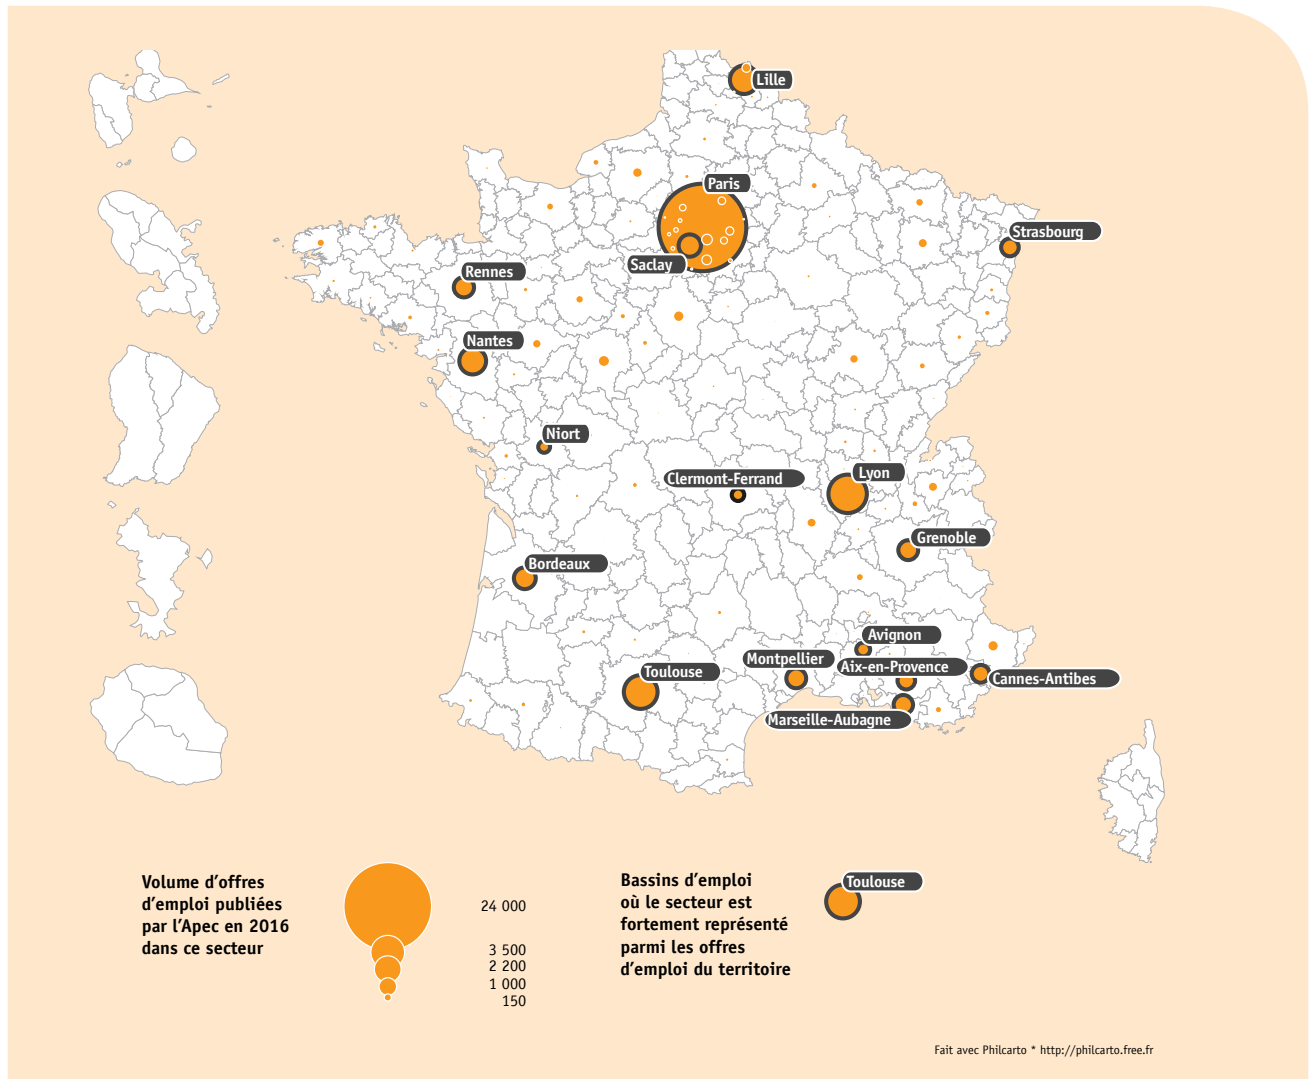 Lille
Paris
Strasbourg
Saclay
Rennes
Nantes
Niort
Clermont-Ferrand
Lyon
Grenoble
Bordeaux
Avignon
Montpellier
Aix-en-Provence
Toulouse
Cannes-Antibes
Marseille-Aubagne
Volume d'offres
d'emploi publiées
par l'Apec en 2016
dans ce secteur
24 000
3 500
2 200
1 000
150
Bassins d'emploi
où le secteur est
fortement représenté
parmi les offres
d'emploi du territoire
Toulouse
Fait avec Philcarto * http://philcarto.free.fr